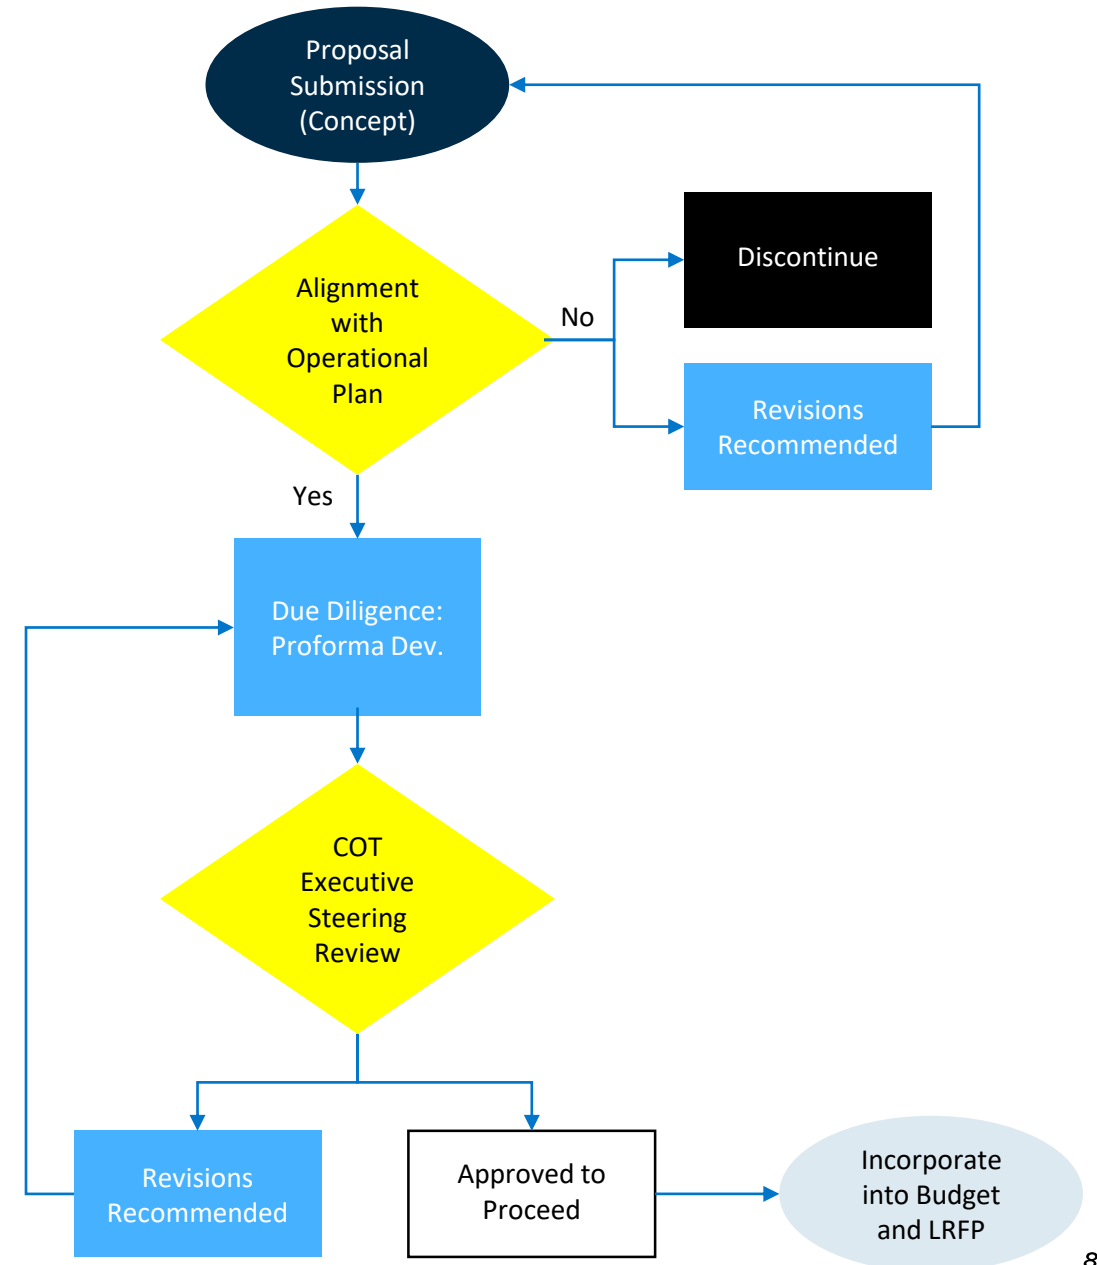 Proposal
Submission
(Concept)
Discontinue
Alignment
with
Operational
Plan
No
Revisions
Recommended
Yes
Due Diligence:
Proforma Dev.
COT
Executive
Steering
Review
Revisions
Recommended
Approved to
Proceed
Incorporate
into Budget
and LRFP
8